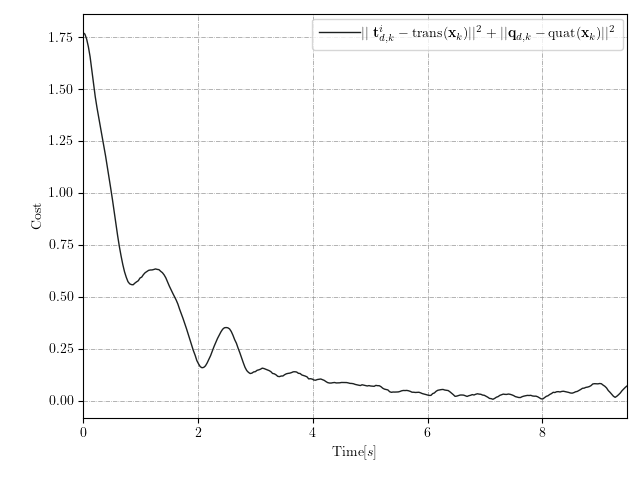 || t^i_{d,k} − trans(x_k)||^2 + ||q_{d,k} − quat(x_k)||^2
1.75
1.50
1.25
1.00
0.75
0.50
0.25
0.00
Cost
0 2 4 6 8
Time[s]